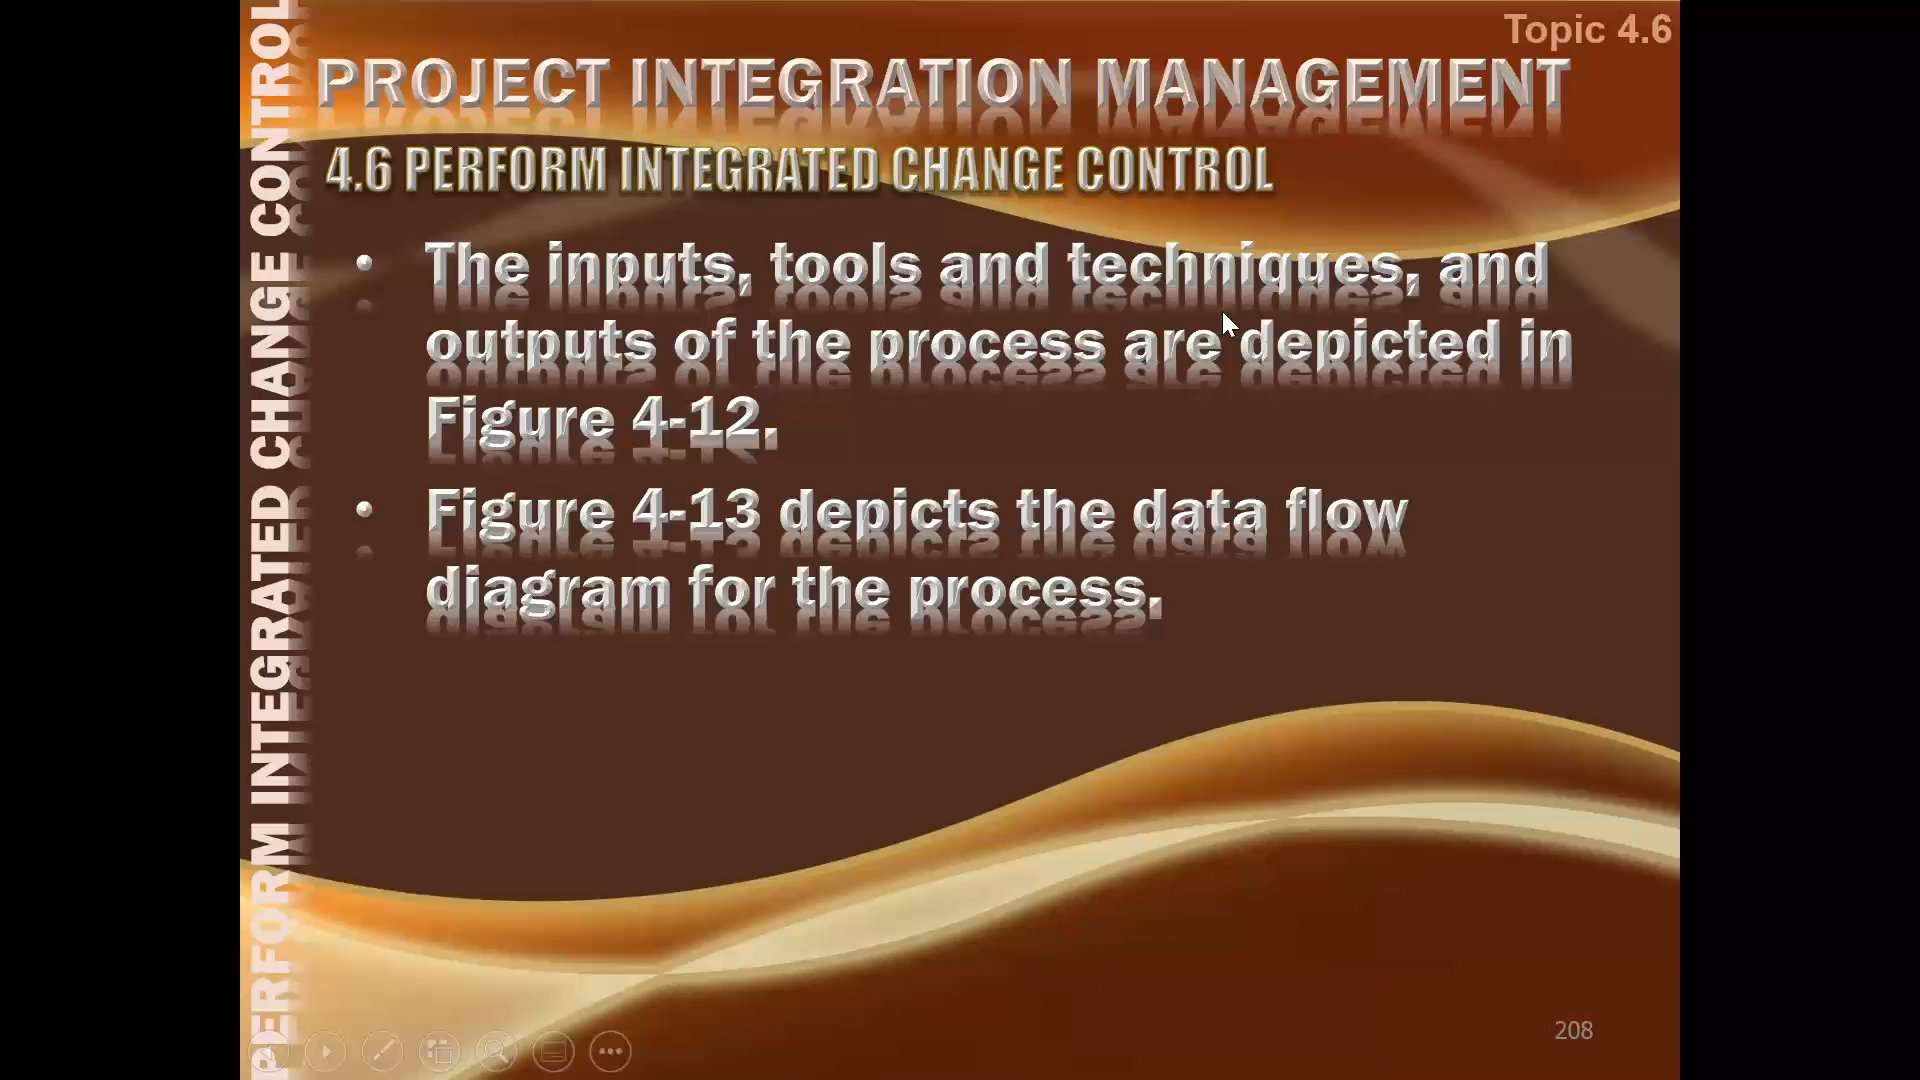 Topic 4.6
PROJECT INTEGRATION MANAGEMENT
4.6 PERFORM INTEGRATED CHANGE CONTROL
PERFORM INTEGRATED CHANGE CONTROL
• The inputs, tools and techniques, and
outputs of the process are depicted in
Figure 4-12.
• Figure 4-13 depicts the data flow
diagram for the process.
208